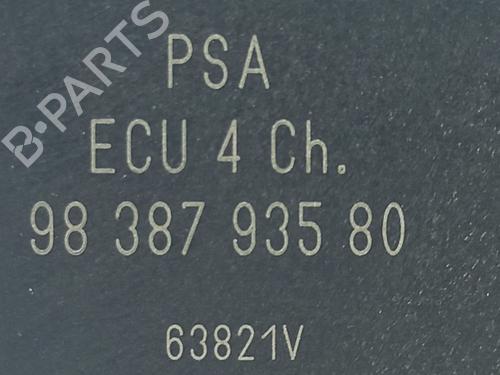 B-PARTS
PSA
ECU 4 Ch.
98 387 935 80
63821V